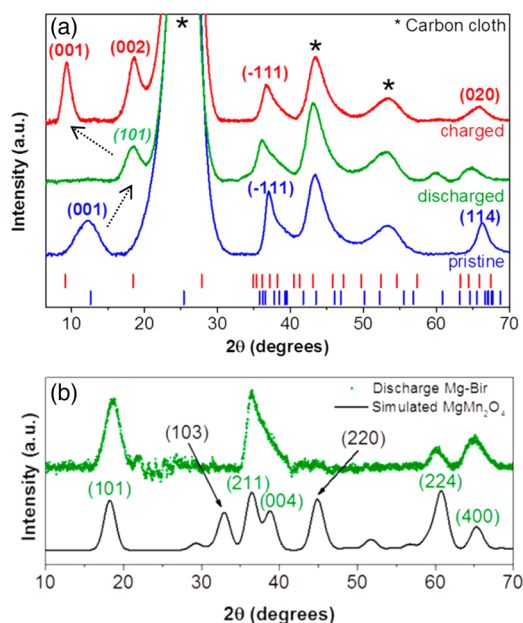 (a)
* Carbon cloth
(001)
(002)
*
*
*
(-111)
(020)
charged
(101)
discharged
(001)
(-111)
(114)
pristine
Intensity (a.u.)
10 20 30 40 50 60 70
2θ (degrees)
(b)
Discharge Mg-Bir
Simulated MgMn₂O₄
(103)
(220)
(101)
(211)
(004)
(224)
(400)
Intensity (a.u.)
10 20 30 40 50 60 70
2θ (degrees)